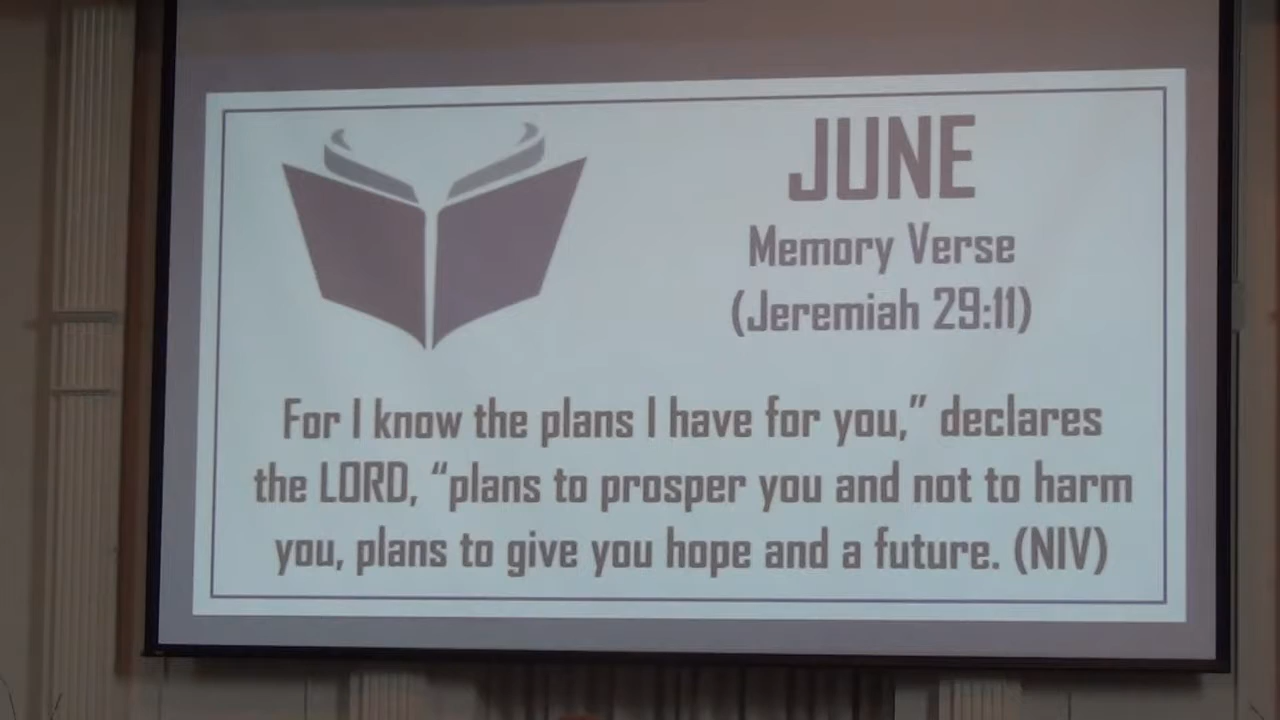 JUNE
Memory Verse
(Jeremiah 29:11)
For I know the plans I have for you,” declares
the LORD, “plans to prosper you and not to harm
you, plans to give you hope and a future. (NIV)